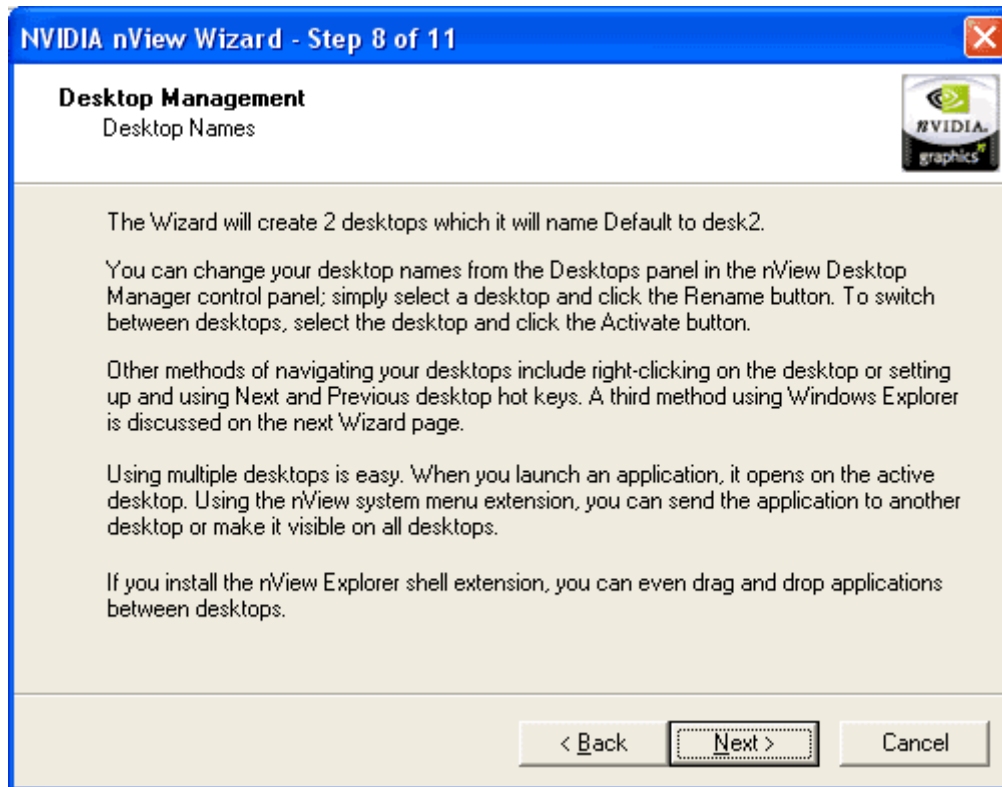 NVIDIA nView Wizard - Step 8 of 11
Desktop Management
Desktop Names
NVIDIA.
graphics
The Wizard will create 2 desktops which it will name Default to desk2.
You can change your desktop names from the Desktops panel in the nView Desktop
Manager control panel; simply select a desktop and click the Rename button. To switch
between desktops, select the desktop and click the Activate button.
Other methods of navigating your desktops include right-clicking on the desktop or setting
up and using Next and Previous desktop hot keys. A third method using Windows Explorer
is discussed on the next Wizard page.
Using multiple desktops is easy. When you launch an application, it opens on the active
desktop. Using the nView system menu extension, you can send the application to another
desktop or make it visible on all desktops.
If you install the nView Explorer shell extension, you can even drag and drop applications
between desktops.
< Back
Next >
Cancel